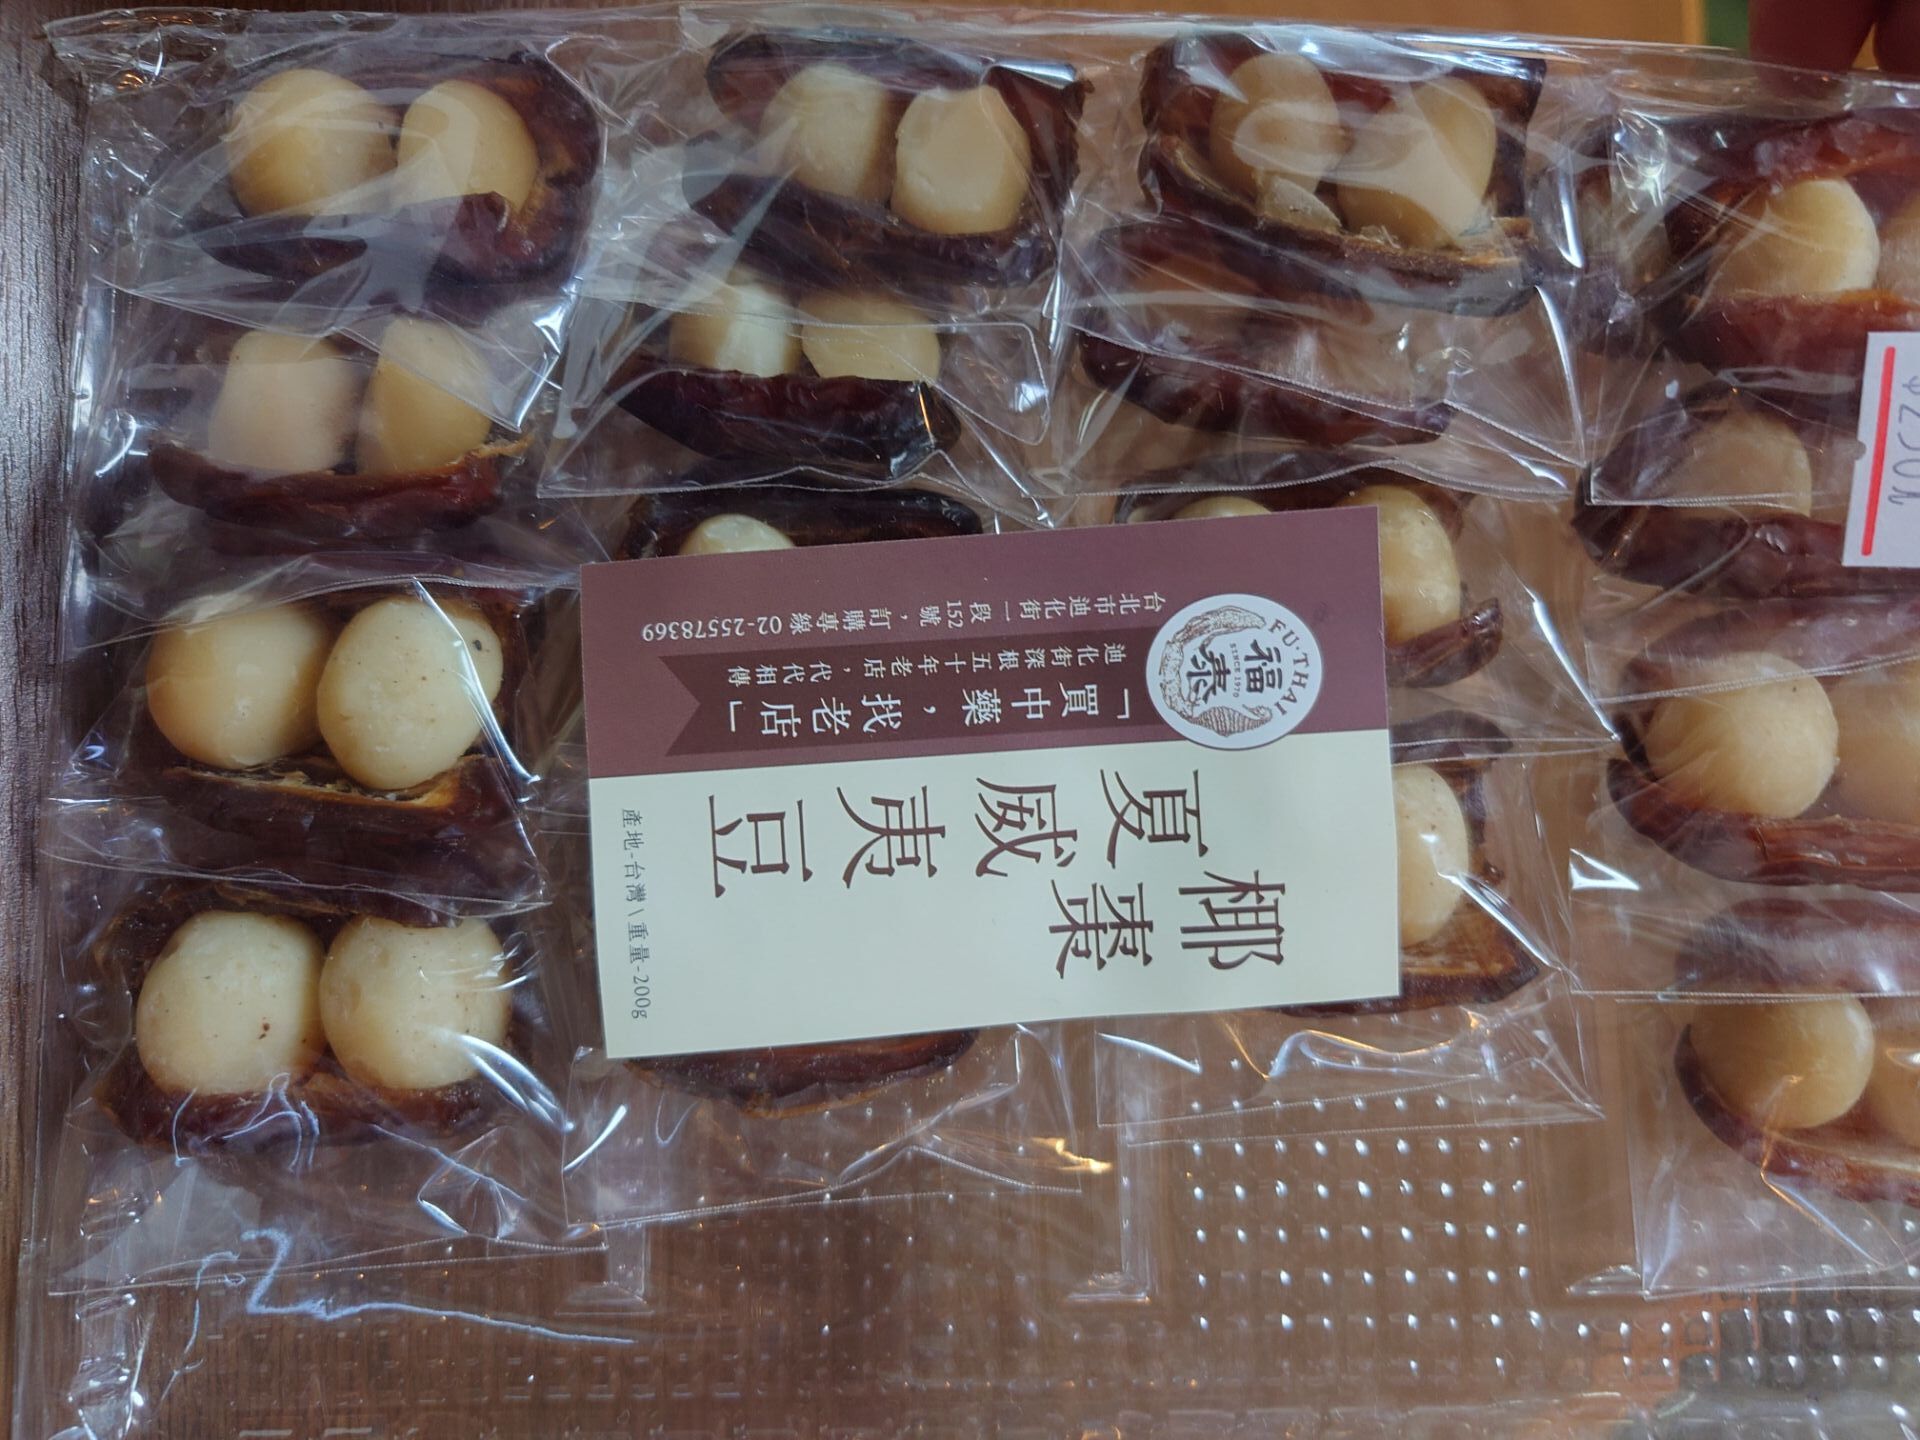 FU·THAI
福泰
SINCE 1970
台北市迪化街一段152號，訂購專線 02-25578369
迪化街深根五十年老店，代代相傳
「買中藥，找老店」
椰棗
夏威夷豆
產地-台灣\重量-200g